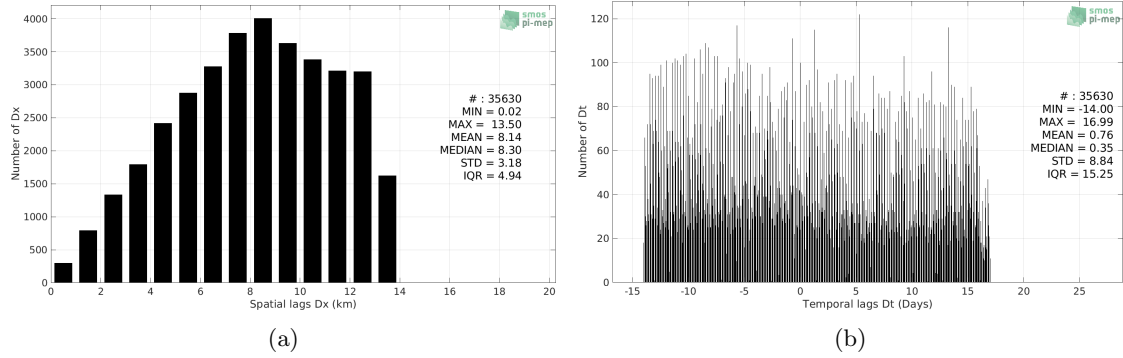 smos
pi-mep
4000
3500
3000
2500
2000
1500
1000
500
0
Number of Dx
# : 35630
MIN = 0.02
MAX = 13.50
MEAN = 8.14
MEDIAN = 8.30
STD = 3.18
IQR = 4.94
0 2 4 6 8 10 12 14 16 18 20
Spatial lags Dx (km)
(a)
smos
pi-mep
120
100
80
60
40
20
0
Number of Dt
# : 35630
MIN = -14.00
MAX = 16.99
MEAN = 0.76
MEDIAN = 0.35
STD = 8.84
IQR = 15.25
-15 -10 -5 0 5 10 15 20 25
Temporal lags Dt (Days)
(b)